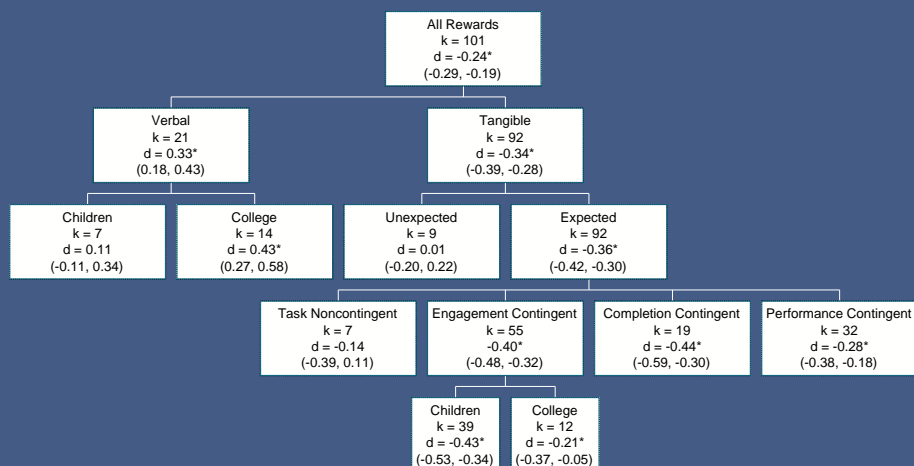 All Rewards
k = 101
d = -0.24*
(-0.29, -0.19)
Verbal
k = 21
d = 0.33*
(0.18, 0.43)
Tangible
k = 92
d = -0.34*
(-0.39, -0.28)
Children
k = 7
d = 0.11
(-0.11, 0.34)
College
k = 14
d = 0.43*
(0.27, 0.58)
Unexpected
k = 9
d = 0.01
(-0.20, 0.22)
Expected
k = 92
d = -0.36*
(-0.42, -0.30)
Task Noncontingent
k = 7
d = -0.14
(-0.39, 0.11)
Engagement Contingent
k = 55
-0.40*
(-0.48, -0.32)
Completion Contingent
k = 19
d = -0.44*
(-0.59, -0.30)
Performance Contingent
k = 32
d = -0.28*
(-0.38, -0.18)
Children
k = 39
d = -0.43*
(-0.53, -0.34)
College
k = 12
d = -0.21*
(-0.37, -0.05)